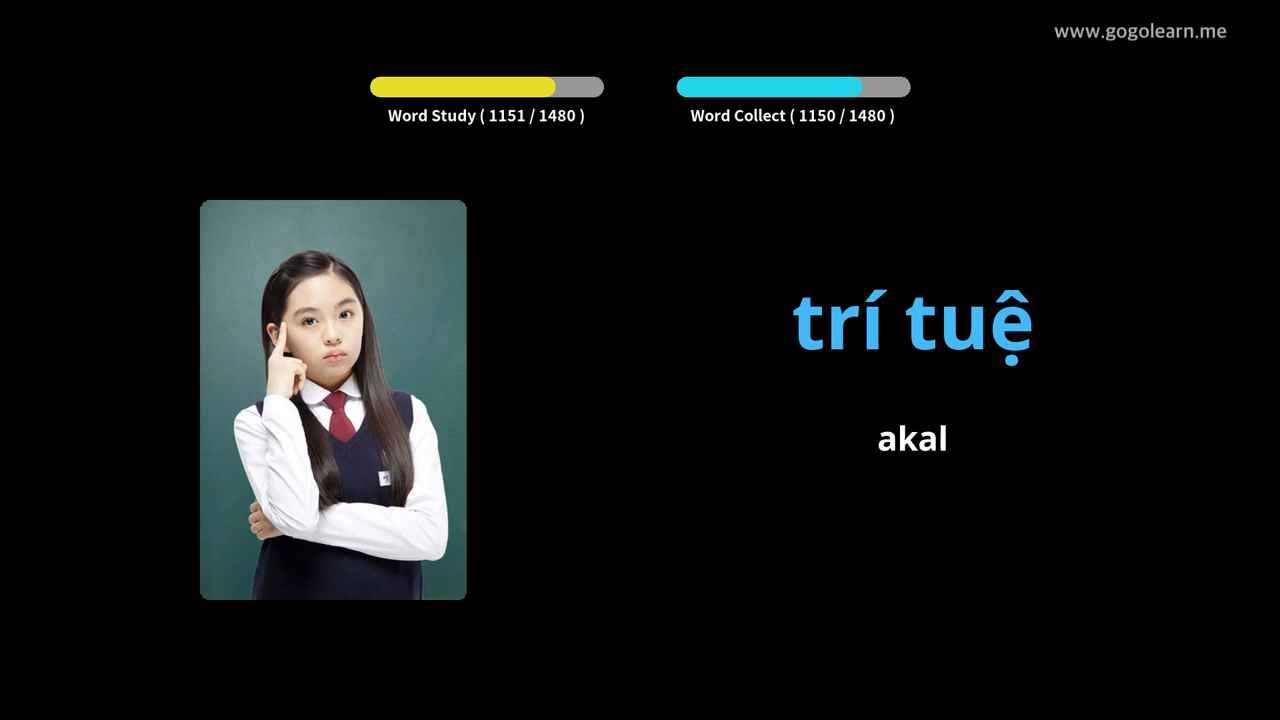 www.gogolearn.me
Word Study ( 1151 / 1480 )
Word Collect ( 1150 / 1480 )
trí tuệ
akal